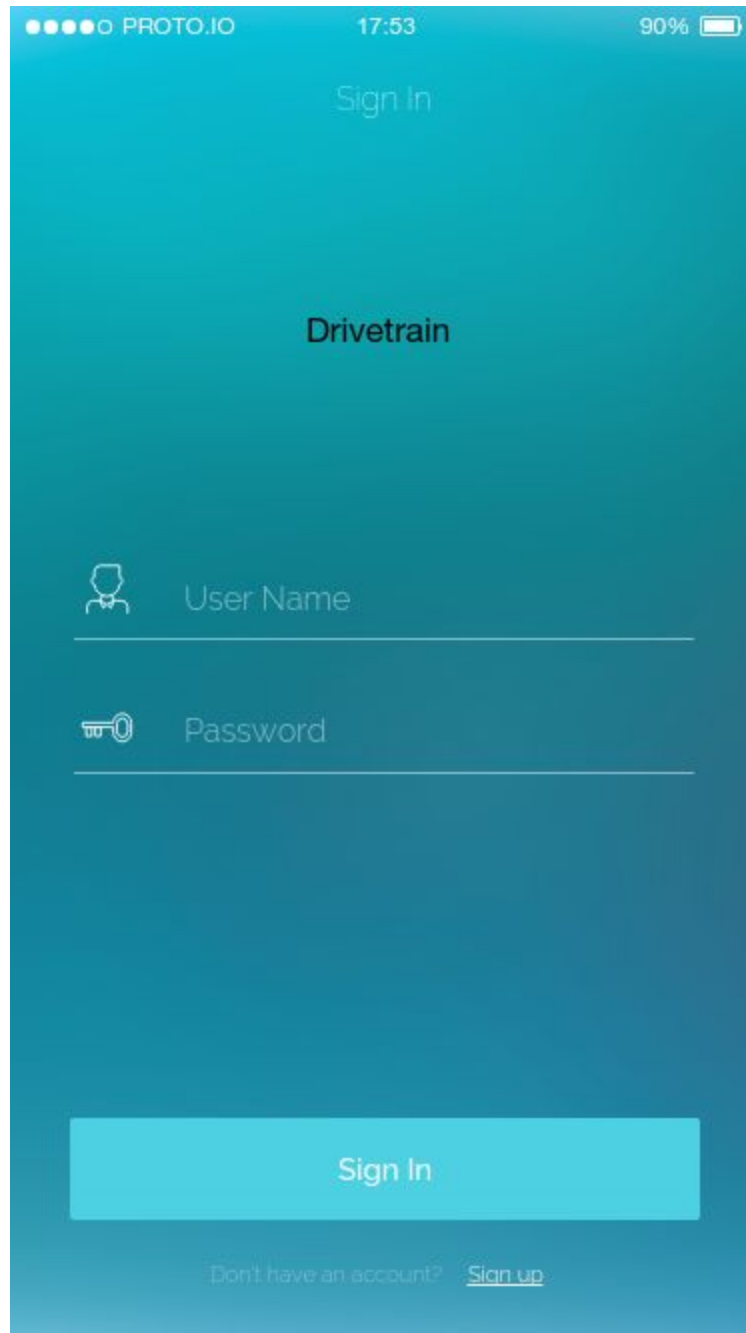 PROTO.IO 17:53 90%
Sign In
Drivetrain
User Name
Password
Sign In
Don't have an account? Sign up